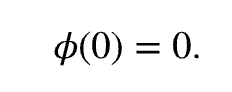 ϕ(0) = 0.